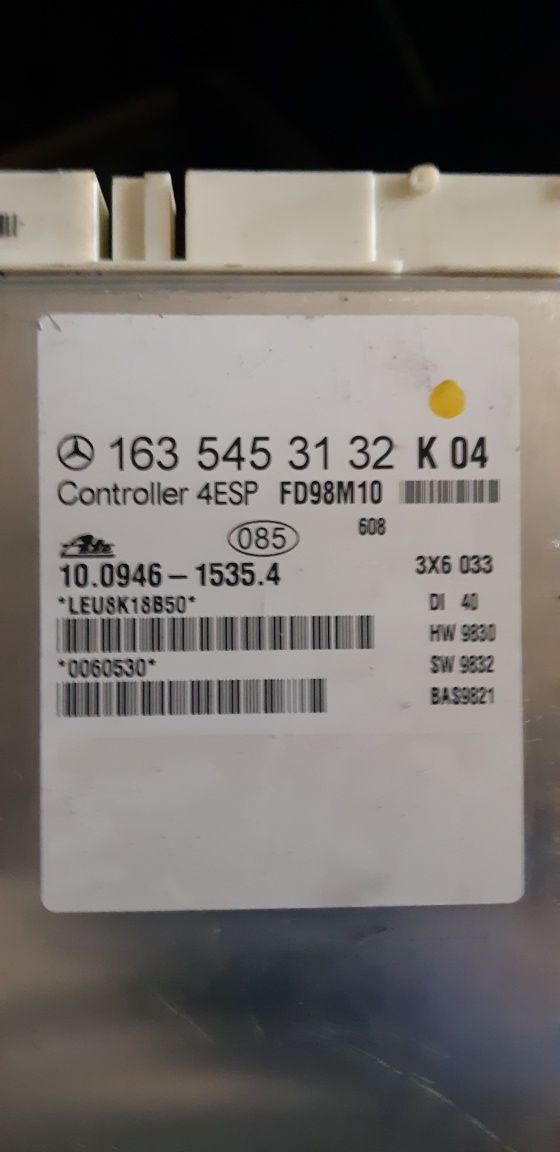 163 545 31 32 K 04
Controller 4ESP FD98M10
608
085
Ate
10.0946-1535.4
3X6 033
*LEU8K18B50*
DI 40
HW 9830
*0060530*
SW 9832
BAS9821